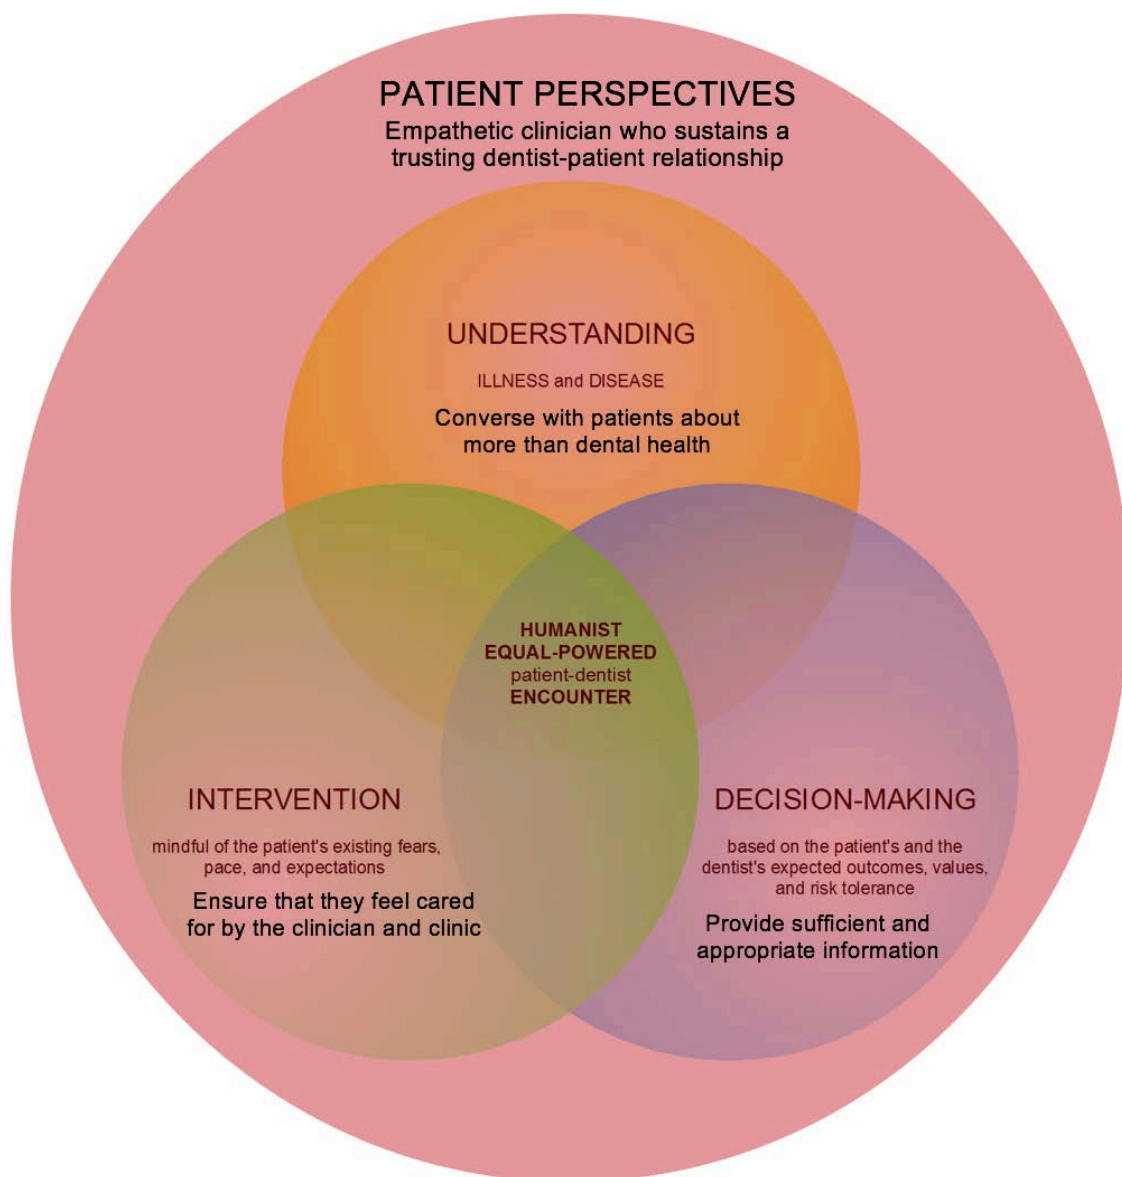 PATIENT PERSPECTIVES
Empathetic clinician who sustains a
trusting dentist-patient relationship
UNDERSTANDING
ILLNESS and DISEASE
Converse with patients about
more than dental health
HUMANIST
EQUAL-POWERED
patient-dentist
ENCOUNTER
INTERVENTION
mindful of the patient's existing fears,
pace, and expectations
Ensure that they feel cared
for by the clinician and clinic
DECISION-MAKING
based on the patient's and the
dentist's expected outcomes, values,
and risk tolerance
Provide sufficient and
appropriate information